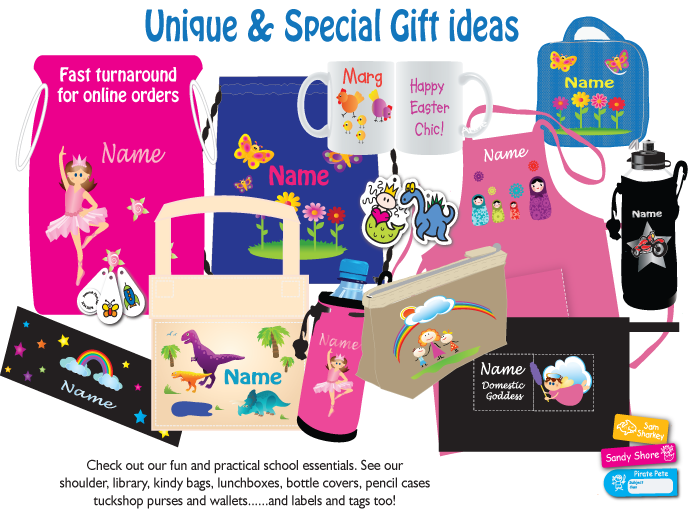 Unique & Special Gift ideas
Fast turnaround
for online orders
Name
Name
Marg
Happy
Easter
Chic!
Name
Name
Name
Name
Name
Name
Name
Domestic
Goddess
Sam
Sharkey
Sandy Shore
Pirate Pete
Subject
Check out our fun and practical school essentials. See our
shoulder, library, kindy bags, lunchboxes, bottle covers, pencil cases
tuckshop purses and wallets......and labels and tags too!